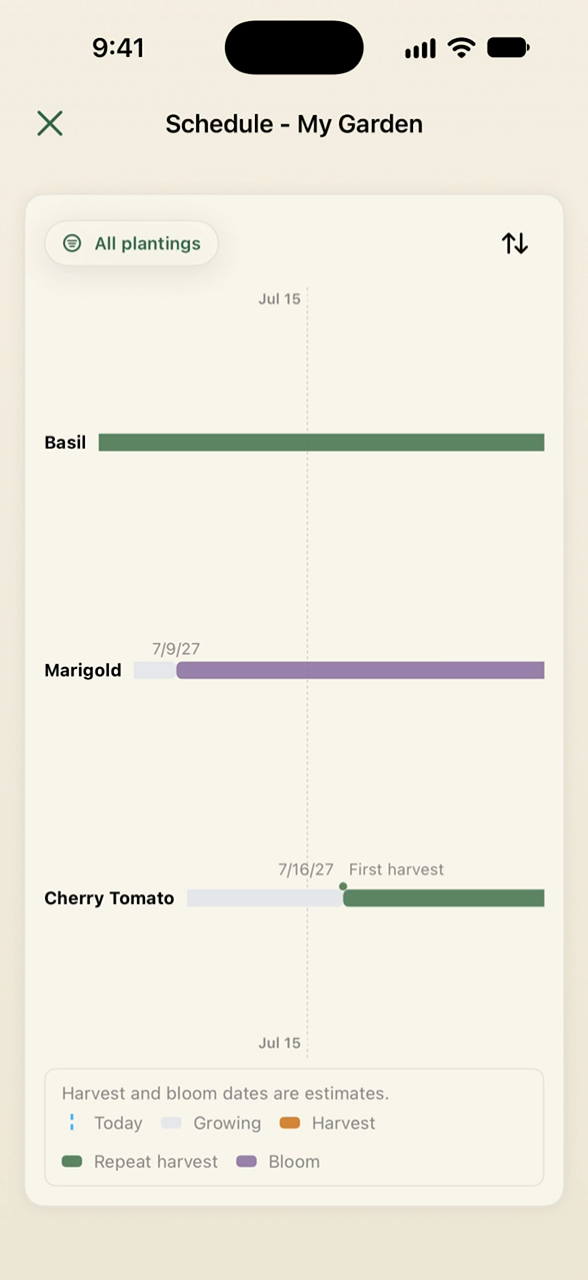 9:41
Schedule - My Garden
All plantings
Jul 15
Basil
7/9/27
Marigold
7/16/27 First harvest
Cherry Tomato
Jul 15
Harvest and bloom dates are estimates.
Today Growing Harvest
Repeat harvest Bloom